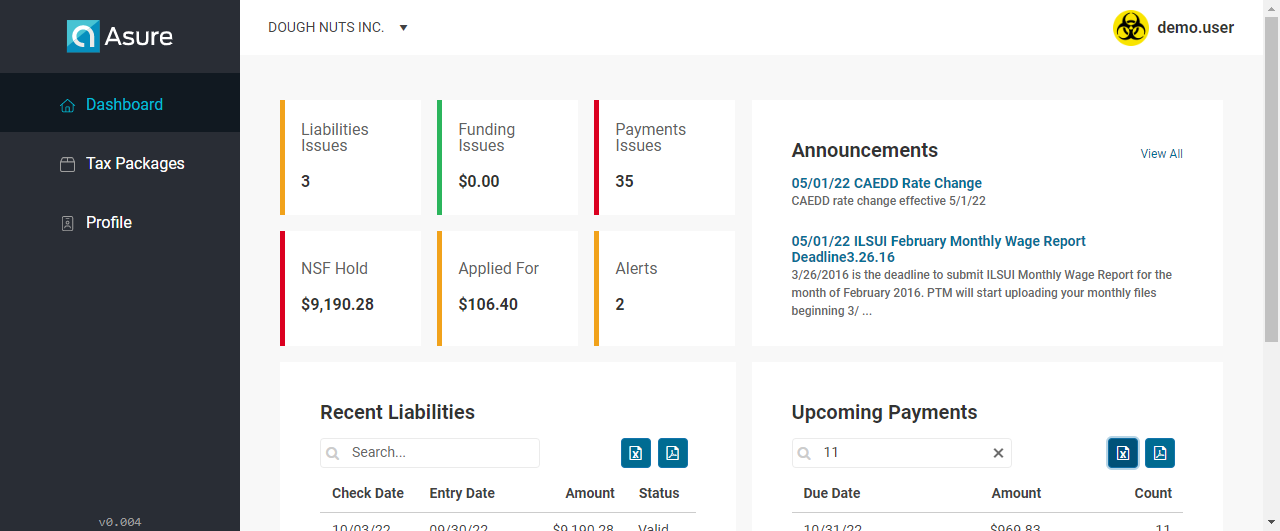 Asure
DOUGH NUTS INC.
demo.user
Dashboard
Tax Packages
Profile
v0.004
Liabilities
Issues
3
Funding
Issues
$0.00
Payments
Issues
35
NSF Hold
$9,190.28
Applied For
$106.40
Alerts
2
Announcements
View All
05/01/22 CAEDD Rate Change
CAEDD rate change effective 5/1/22
05/01/22 ILSUI February Monthly Wage Report
Deadline3.26.16
3/26/2016 is the deadline to submit ILSUI Monthly Wage Report for the
month of February 2016. PTM will start uploading your monthly files
beginning 3/ ...
Recent Liabilities
Search...
Check Date Entry Date Amount Status
10/03/22 09/30/22 $9,190.28 Valid
Upcoming Payments
11
Due Date Amount Count
10/31/22 $969.83 11